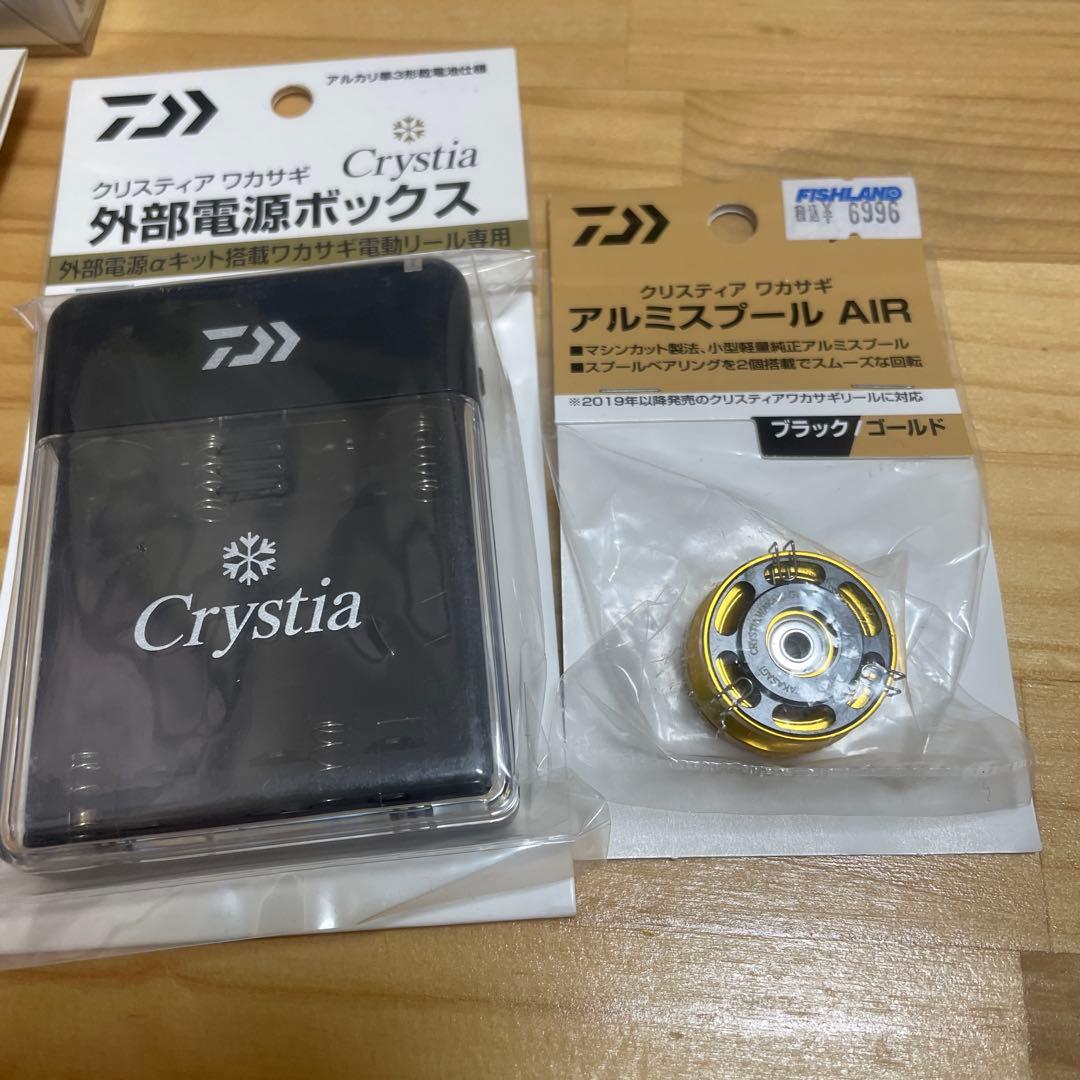 アルカリ単3形乾電池仕様
Crystia
クリスティア ワカサギ
外部電源ボックス
外部電源αキット搭載ワカサギ電動リール専用
Crystia
FISHLAND
税込¥ 6996
クリスティア ワカサギ
アルミスプール AIR
■マシンカット製法、小型軽量純正アルミスプール
■スプールベアリングを2個搭載でスムーズな回転
※2019年以降発売のクリスティアワカサギリールに対応
ブラック/ゴールド